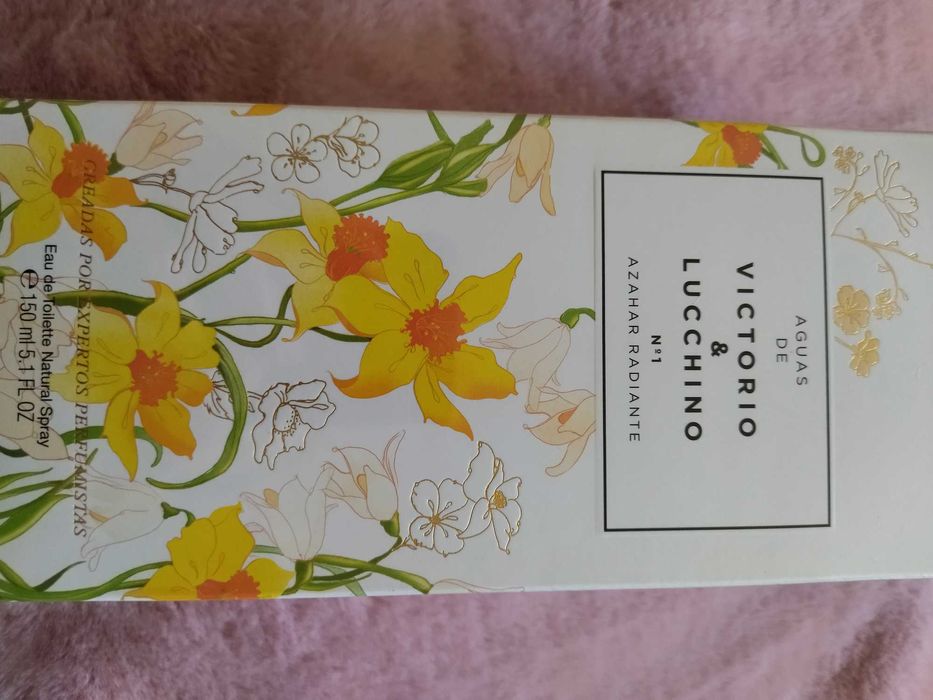 AGUAS
DE
VICTORIO
&
LUCCHINO
Nº1
AZAHAR RADIANTE
CREADAS POR EXPERTOS PERFUMISTAS
Eau de Toilette Natural Spray
℮ 150 ml 5.1 FL OZ